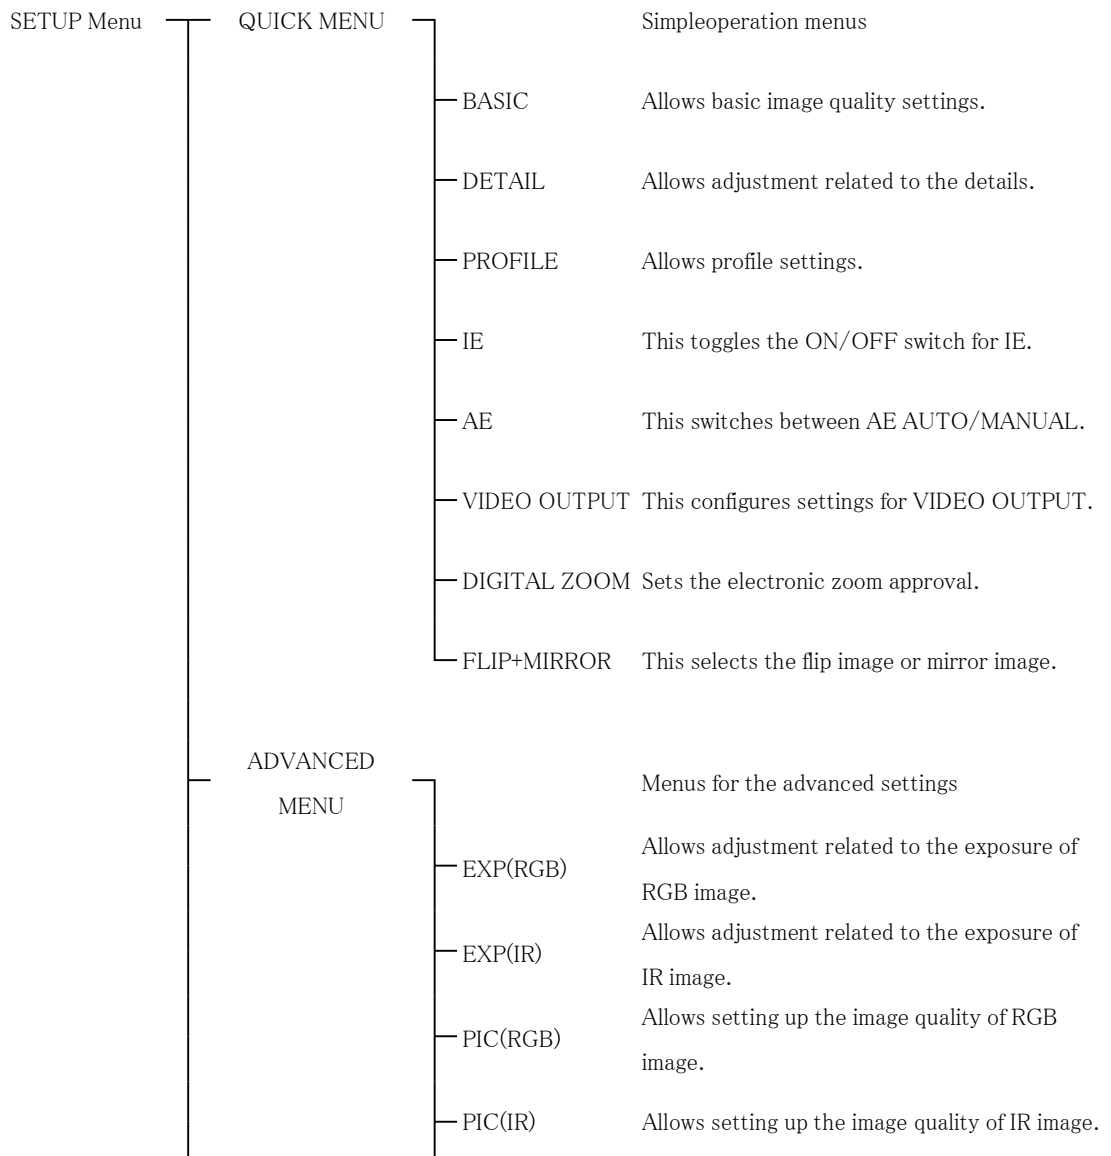 SETUP Menu QUICK MENU Simpleoperation menus
BASIC Allows basic image quality settings.
DETAIL Allows adjustment related to the details.
PROFILE Allows profile settings.
IE This toggles the ON/OFF switch for IE.
AE This switches between AE AUTO/MANUAL.
VIDEO OUTPUT This configures settings for VIDEO OUTPUT.
DIGITAL ZOOM Sets the electronic zoom approval.
FLIP+MIRROR This selects the flip image or mirror image.
ADVANCED
MENU
Menus for the advanced settings
EXP(RGB)
Allows adjustment related to the exposure of
RGB image.
EXP(IR)
Allows adjustment related to the exposure of
IR image.
PIC(RGB)
Allows setting up the image quality of RGB
image.
PIC(IR) Allows setting up the image quality of IR image.